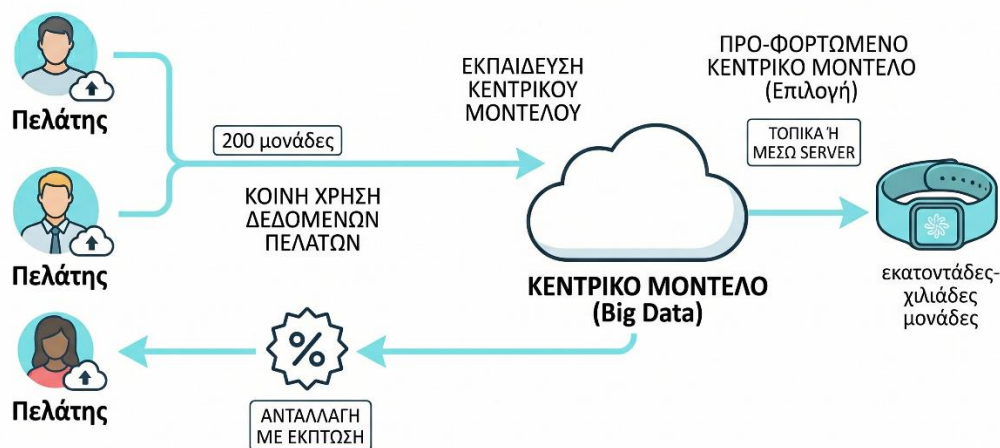 Πελάτης
200 μονάδες
ΚΟΙΝΗ ΧΡΗΣΗ
ΔΕΔΟΜΕΝΩΝ
ΠΕΛΑΤΩΝ
Πελάτης
ΕΚΠΑΙΔΕΥΣΗ
ΚΕΝΤΡΙΚΟΥ
ΜΟΝΤΕΛΟΥ
ΚΕΝΤΡΙΚΟ ΜΟΝΤΕΛΟ
(Big Data)
ΠΡΟ-ΦΟΡΤΩΜΕΝΟ
ΚΕΝΤΡΙΚΟ ΜΟΝΤΕΛΟ
(Επιλογή)
ΤΟΠΙΚΑ Ή
ΜΕΣΩ SERVER
εκατοντάδες-
χιλιάδες
μονάδες
Πελάτης
%
ΑΝΤΑΛΛΑΓΗ
ΜΕ ΕΚΠΤΩΣΗ